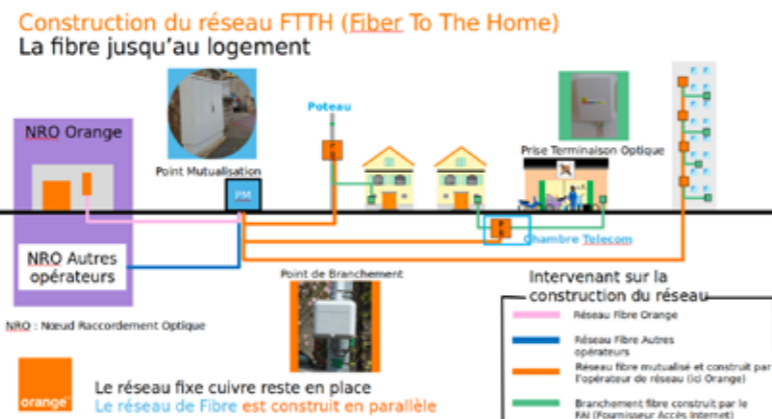 Construction du réseau FTTH (Fiber To The Home)
La fibre jusqu'au logement
NRO Orange
Poteau
Point Mutualisation
Prise Terminaison Optique
PM
NRO Autres
opérateurs
Chambre Telecom
Point de Branchement
NRO : Nœud Raccordement Optique
Intervenant sur la
construction du réseau
Réseau Fibre Orange
Réseau Fibre Autres
opérateurs
Réseau fibre mutualisé et construit par
l'opérateur de réseau (ici Orange)
Branchement fibre construit par le
FAI (Fournisseur Accès Internet)
orange
Le réseau fixe cuivre reste en place
Le réseau de Fibre est construit en parallèle